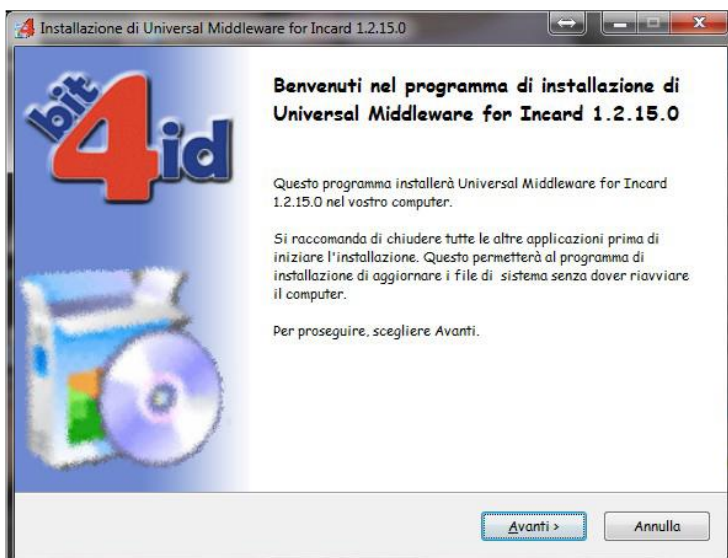 Installazione di Universal Middleware for Incard 1.2.15.0
bit
4id
Benvenuti nel programma di installazione di
Universal Middleware for Incard 1.2.15.0
Questo programma installerà Universal Middleware for Incard
1.2.15.0 nel vostro computer.
Si raccomanda di chiudere tutte le altre applicazioni prima di
iniziare l'installazione. Questo permetterà al programma di
installazione di aggiornare i file di sistema senza dover riavviare
il computer.
Per proseguire, scegliere Avanti.
Avanti >
Annulla